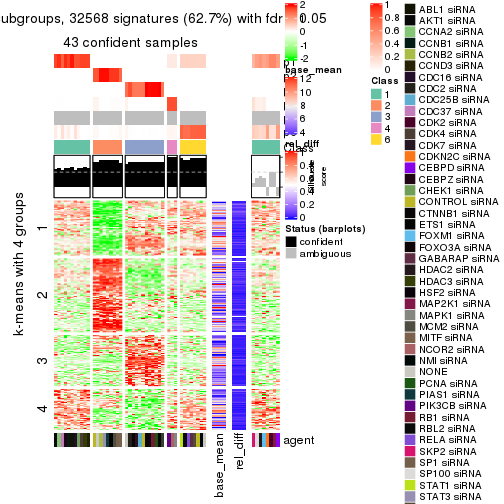 ubgroups, 32568 signatures (62.7%) with fdr < 0.05
43 confident samples
k-means with 4 groups
1
2
3
4
base_mean
rel_diff
agent
2
1
0
-1
-2
base_mean
12
10
8
6
4
rel_diff
1
0.8
0.6
0.4
0.2
0
Status (barplots)
confident
ambiguous
1
0.8
0.6
0.4
0.2
0
Class
1
2
3
4
6
ABL1 siRNA
AKT1 siRNA
CCNA2 siRNA
CCNB1 siRNA
CCNB2 siRNA
CCND3 siRNA
CDC16 siRNA
CDC2 siRNA
CDC25B siRNA
CDC37 siRNA
CDK2 siRNA
CDK4 siRNA
CDK7 siRNA
CDKN2C siRNA
CEBPD siRNA
CEBPZ siRNA
CHEK1 siRNA
CONTROL siRNA
CTNNB1 siRNA
ETS1 siRNA
FOXM1 siRNA
FOXO3A siRNA
GABARAP siRNA
HDAC2 siRNA
HDAC3 siRNA
HSF2 siRNA
MAP2K1 siRNA
MAPK1 siRNA
MCM2 siRNA
MITF siRNA
NCOR2 siRNA
NMI siRNA
NONE
PCNA siRNA
PIAS1 siRNA
PIK3CB siRNA
RB1 siRNA
RBL2 siRNA
RELA siRNA
SKP2 siRNA
SP1 siRNA
SP100 siRNA
STAT1 siRNA
STAT3 siRNA